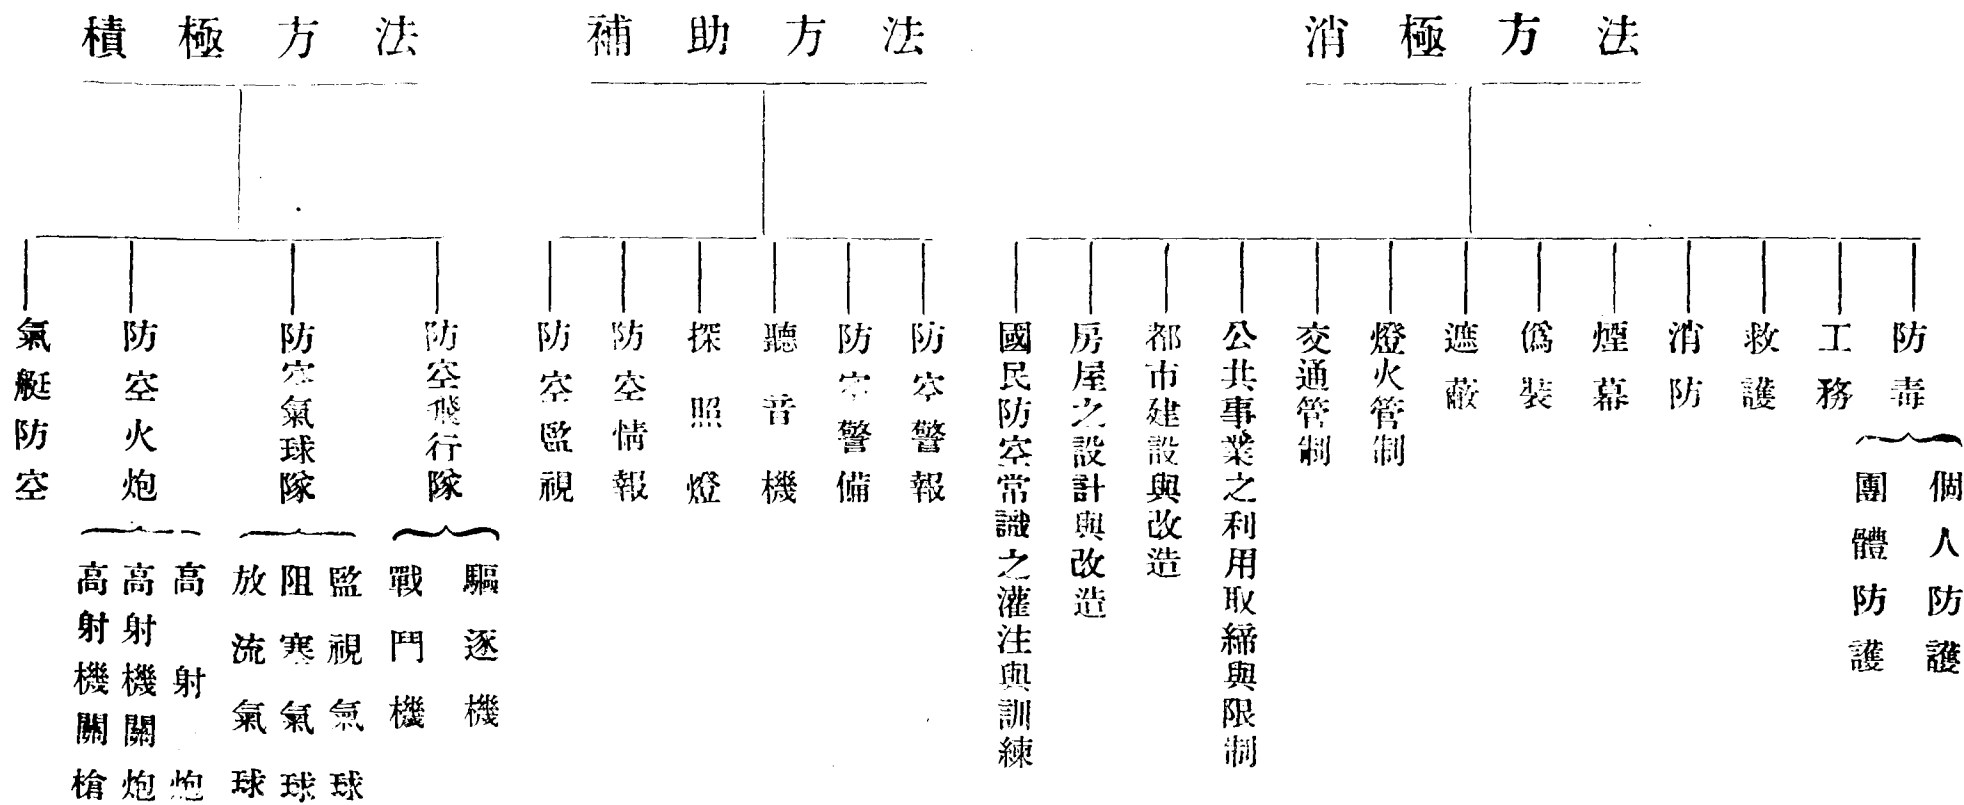 積極方法
氣艇防空
防空火炮
高射機關槍
高射機關炮
高射炮
防空氣球隊
放流氣球
阻塞氣球
監視氣球
防空飛行隊
戰鬥機
驅逐機
補助方法
防空監視
防空情報
探照燈
聽音機
防空警備
防空警報
消極方法
國民防空常識之灌注與訓練
房屋之設計與改造
都市建設與改造
公共事業之利用取締與限制
交通管制
燈火管制
遮蔽
僞裝
煙幕
消防
救護
工務
防毒
團體防護
個人防護